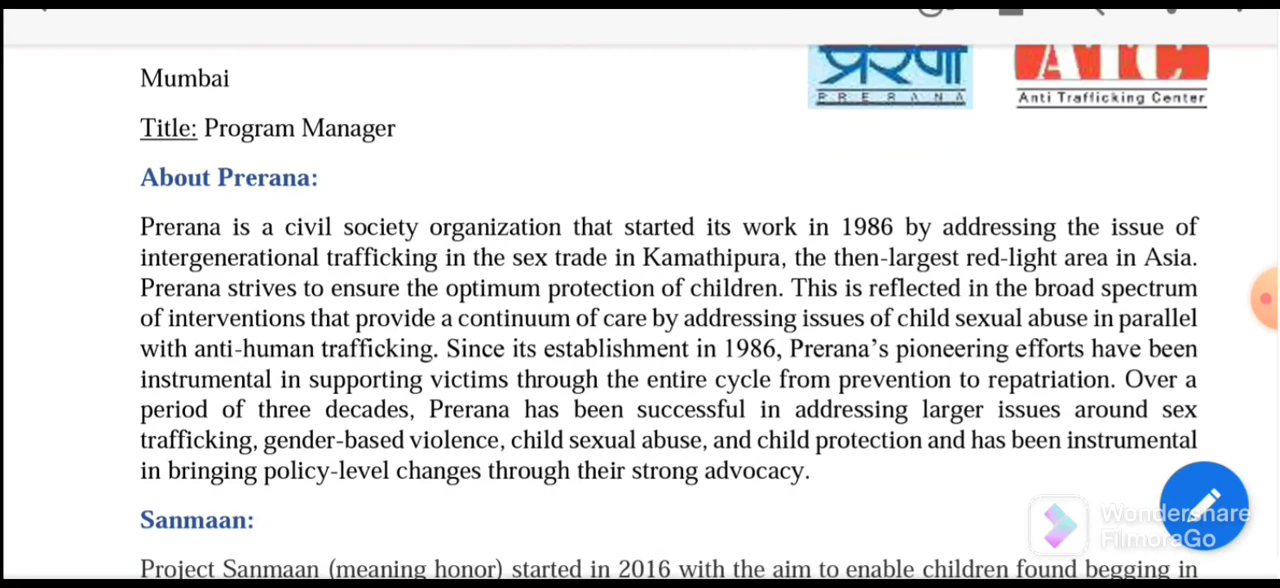 Mumbai
प्रेरणा
PRERANA
ATC
Anti Trafficking Center
Title: Program Manager
About Prerana:
Prerana is a civil society organization that started its work in 1986 by addressing the issue of
intergenerational trafficking in the sex trade in Kamathipura, the then-largest red-light area in Asia.
Prerana strives to ensure the optimum protection of children. This is reflected in the broad spectrum
of interventions that provide a continuum of care by addressing issues of child sexual abuse in parallel
with anti-human trafficking. Since its establishment in 1986, Prerana’s pioneering efforts have been
instrumental in supporting victims through the entire cycle from prevention to repatriation. Over a
period of three decades, Prerana has been successful in addressing larger issues around sex
trafficking, gender-based violence, child sexual abuse, and child protection and has been instrumental
in bringing policy-level changes through their strong advocacy.
Sanmaan:
Wondershare
FilmoraGo
Project Sanmaan (meaning honor) started in 2016 with the aim to enable children found begging in